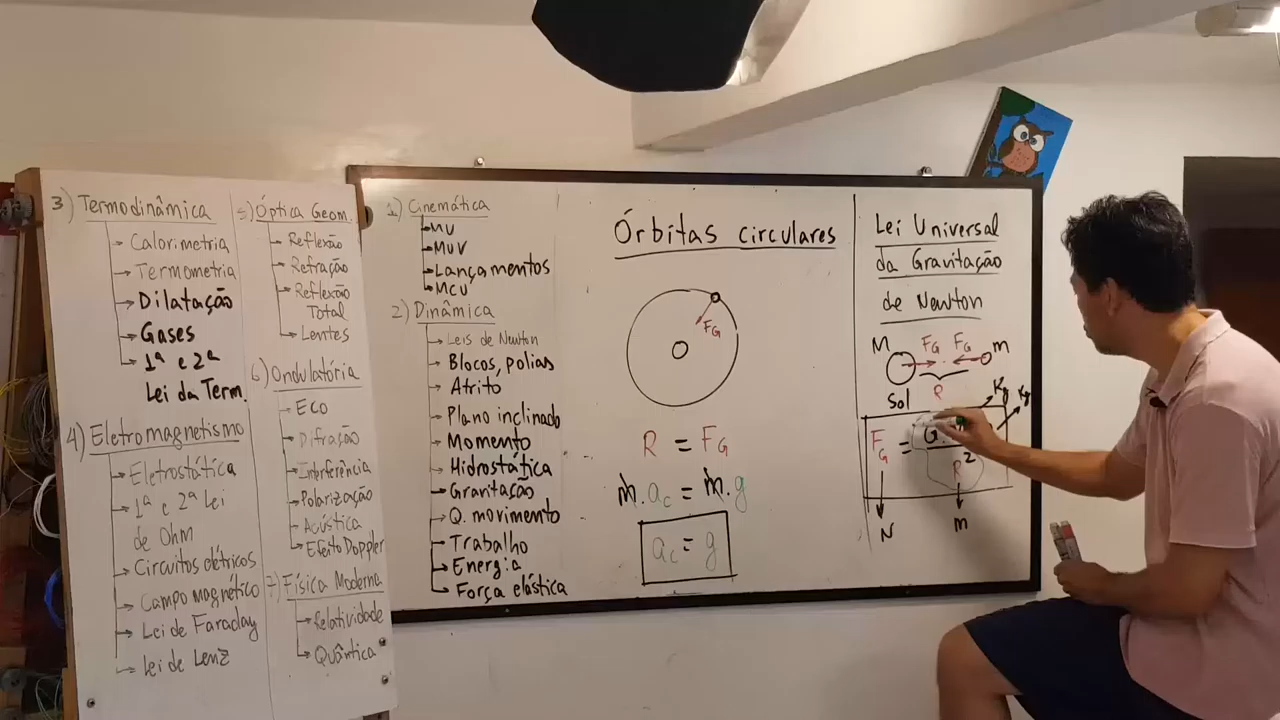 3) Termodinâmica
Calorimetria
Termometria
Dilatação
Gases
1ª e 2ª
Lei da Term.
4) Eletromagnetismo
Eletrostática
1ª e 2ª Lei
de Ohm
Circuitos elétricos
Campo magnético
Lei de Faraday
Lei de Lenz
5) Óptica Geom.
Reflexão
Refração
Reflexão
Total
Lentes
6) Ondulatória
Eco
Difração
Interferência
Polarização
Acústica
Efeito Doppler
7) Física Moderna
Relatividade
Quântica
1) Cinemática
MU
MUV
Lançamentos
MCU
2) Dinâmica
Leis de Newton
Blocos, polias
Atrito
Plano inclinado
Momento
Hidrostática
Gravitação
Q. movimento
Trabalho
Energia
Força elástica
Órbitas circulares
FG
R = FG
m.ac = m.g
ac = g
Lei Universal
da Gravitação
de Newton
M FG FG m
Sol R
Kg Kg
FG = G.
R²
N m